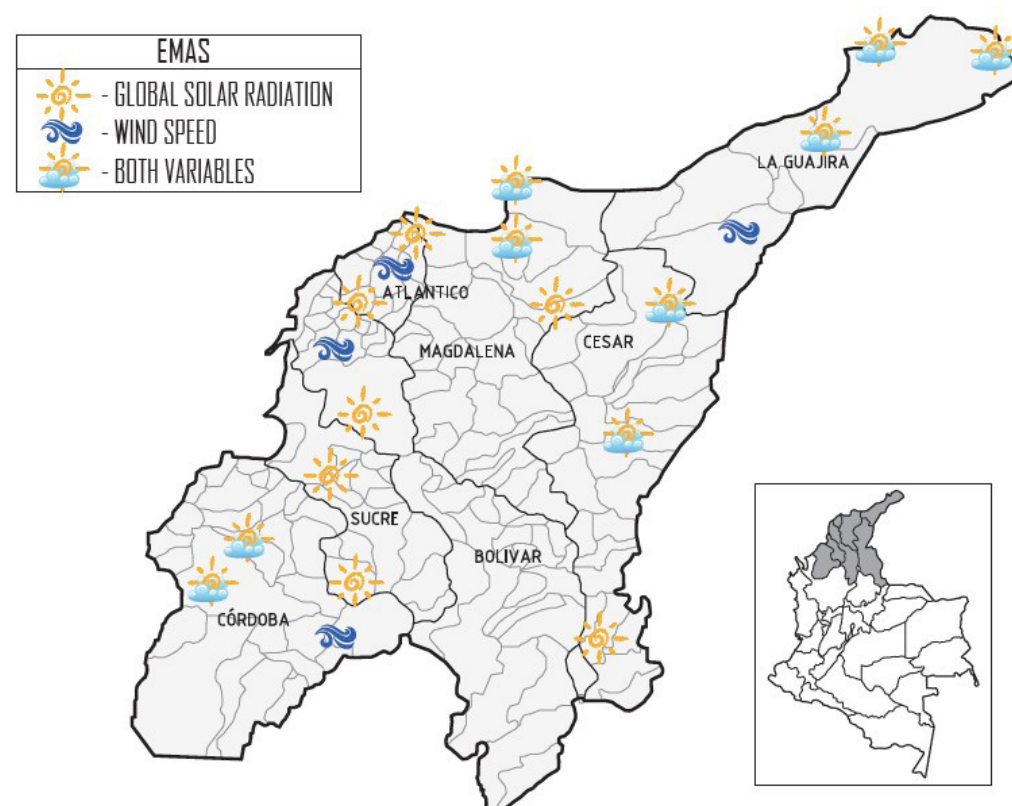 EMAS
- GLOBAL SOLAR RADIATION
- WIND SPEED
- BOTH VARIABLES
LA GUAJIRA
ATLANTICO
MAGDALENA
CESAR
SUCRE
BOLIVAR
CÓRDOBA